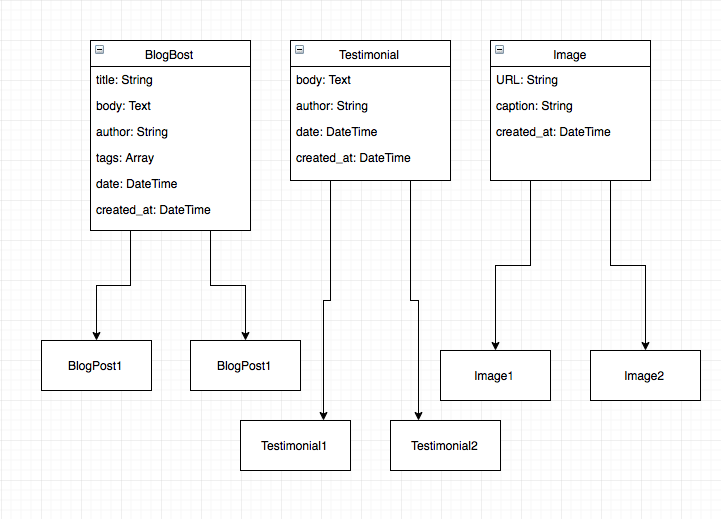 BlogBost
title: String
body: Text
author: String
tags: Array
date: DateTime
created_at: DateTime
Testimonial
body: Text
author: String
date: DateTime
created_at: DateTime
Image
URL: String
caption: String
created_at: DateTime
BlogPost1
BlogPost1
Testimonial1
Testimonial2
Image1
Image2